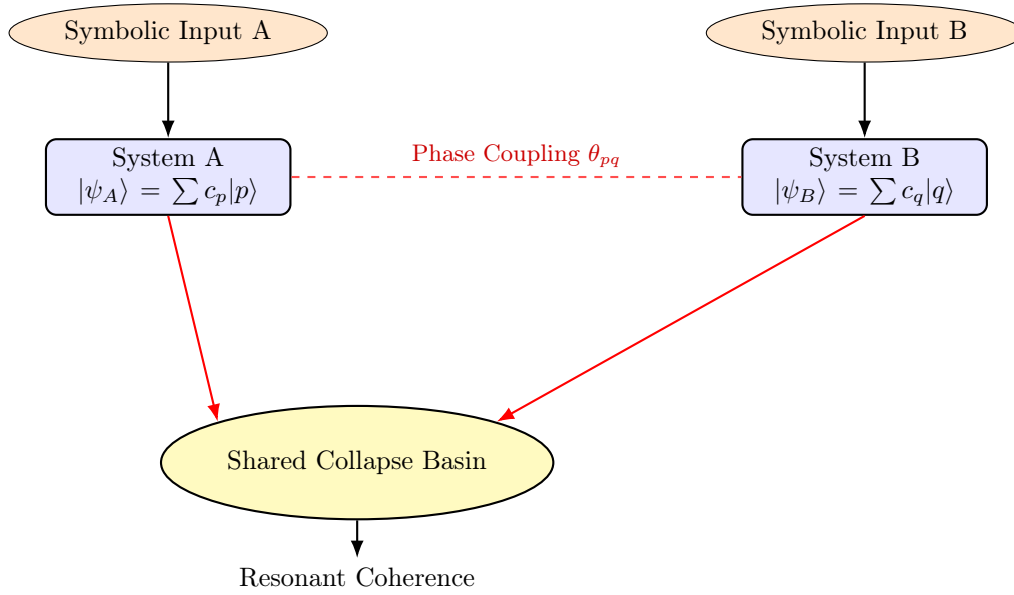 Symbolic Input A
Symbolic Input B
System A
|ψ_A⟩ = ∑ c_p|p⟩
Phase Coupling θ_pq
System B
|ψ_B⟩ = ∑ c_q|q⟩
Shared Collapse Basin
Resonant Coherence